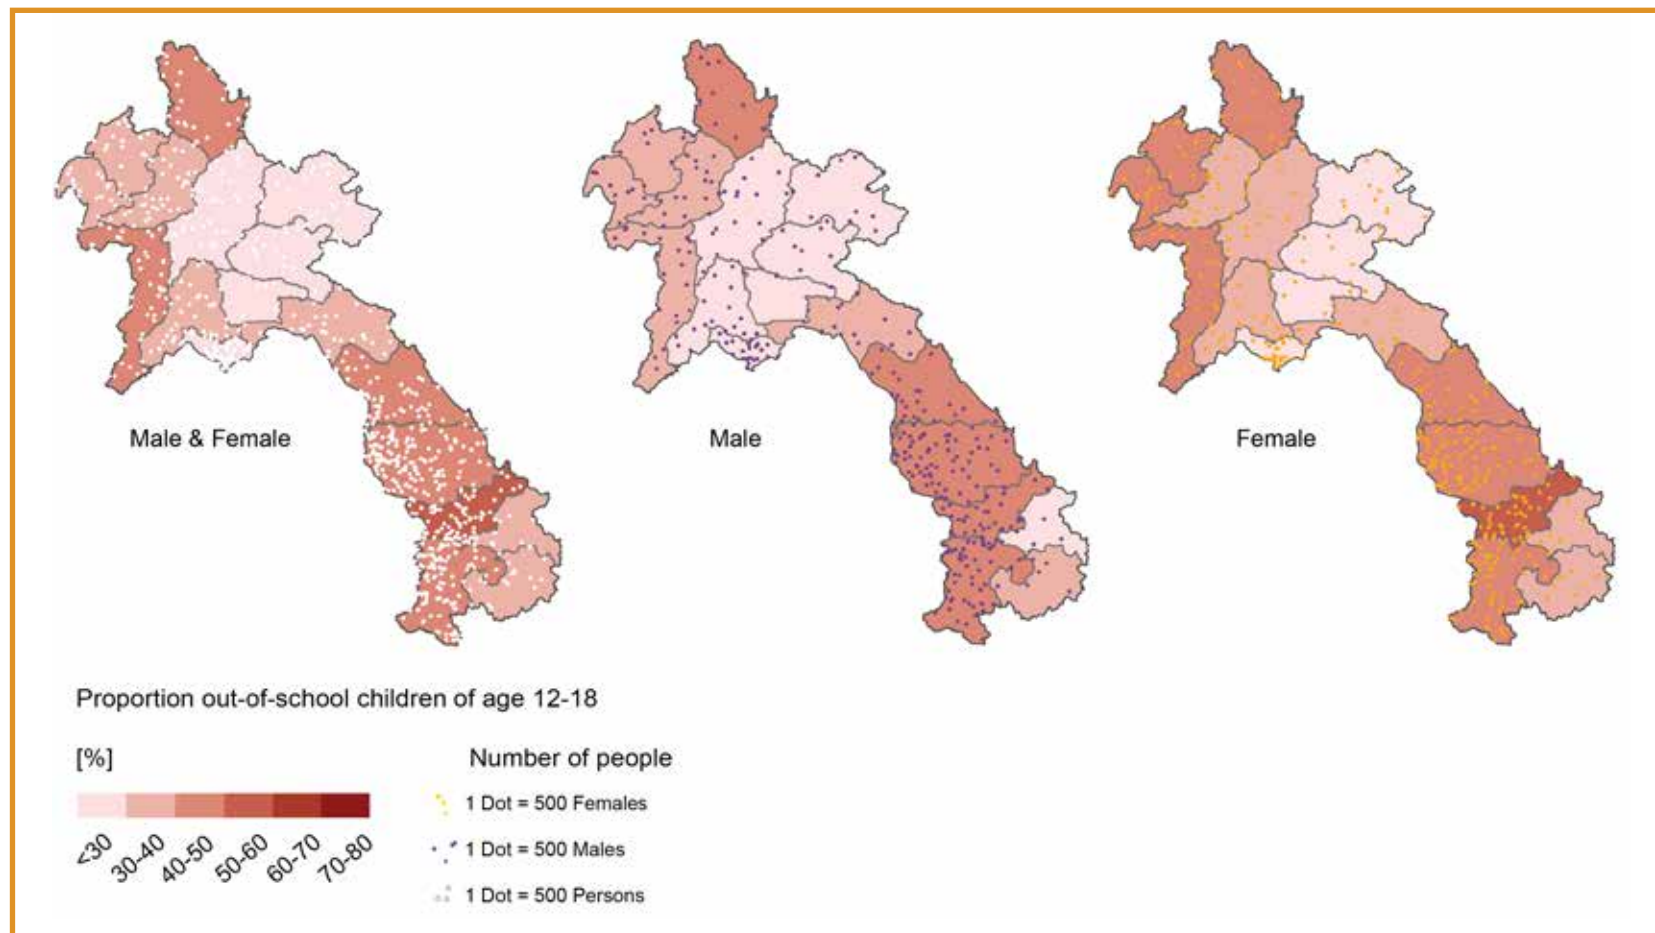 Male & Female
Male
Female
Proportion out-of-school children of age 12-18
[%]
<30
30-40
40-50
50-60
60-70
70-80
Number of people
1 Dot = 500 Females
1 Dot = 500 Males
1 Dot = 500 Persons